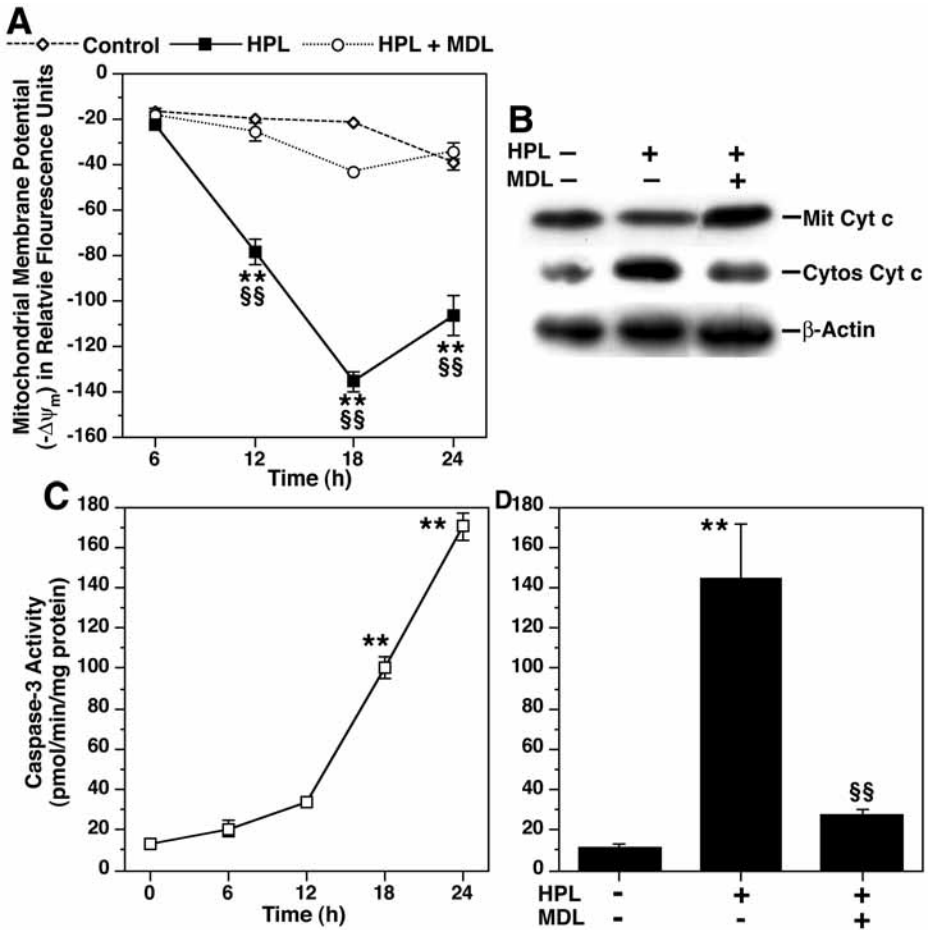 A
Control HPL HPL + MDL
Mitochondrial Membrane Potential
(-Δψm) in Relatvie Flourescence Units
-0
-20
-40
-60
-80
-100
-120
-140
-160
**
§§
**
§§
**
§§
6 12 18 24
Time (h)
B
HPL – + +
MDL – – +
Mit Cyt c
Cytos Cyt c
β-Actin
C
Caspase-3 Activity
(pmol/min/mg protein)
180
160
140
120
100
80
60
40
20
0
**
**
0 6 12 18 24
Time (h)
D
180
160
140
120
100
80
60
40
20
0
**
§§
HPL - + +
MDL - - +